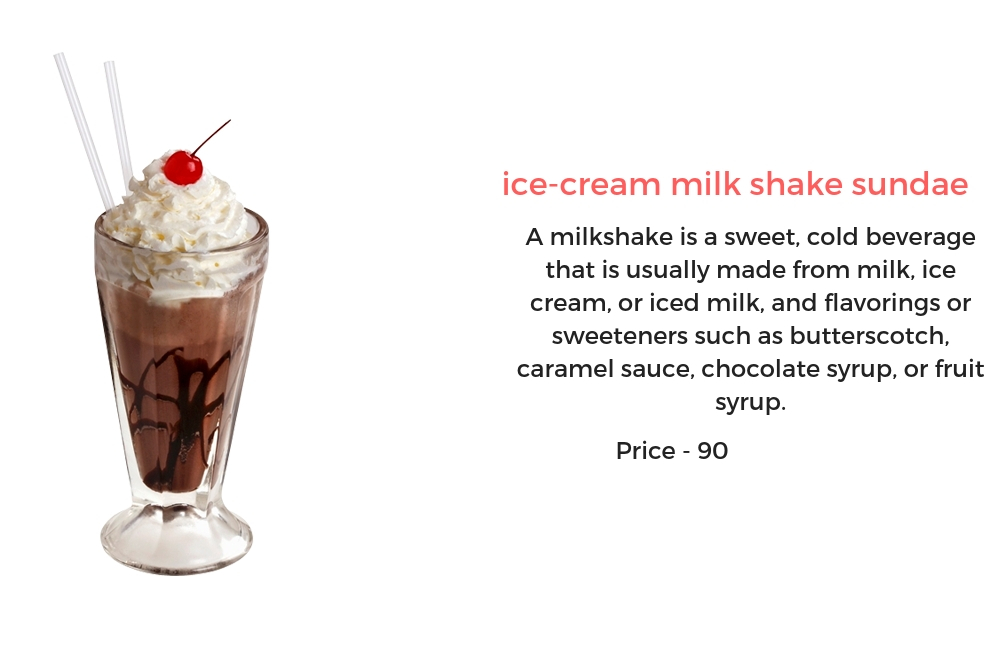 ice-cream milk shake sundae
A milkshake is a sweet, cold beverage
that is usually made from milk, ice
cream, or iced milk, and flavorings or
sweeteners such as butterscotch,
caramel sauce, chocolate syrup, or fruit
syrup.
Price - 90